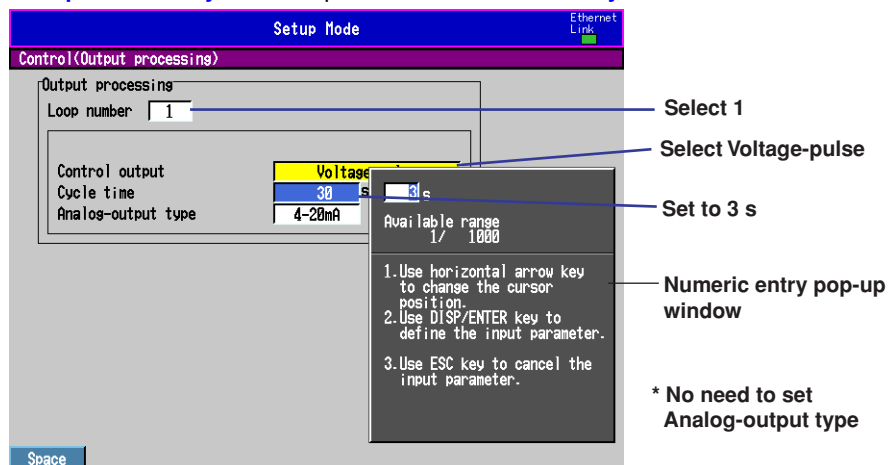 Setup Mode
Ethernet
Link
Control(Output processing)
Output processing
Loop number 1
Select 1
Select Voltage-pulse
Control output
Cycle time 30 s
Analog-output type 4-20mA
3 s
Set to 3 s
Available range
1/ 1000
1.Use horizontal arrow key
to change the cursor
position.
2.Use DISP/ENTER key to
define the input parameter.
3.Use ESC key to cancel the
input parameter.
Numeric entry pop-up
window
* No need to set
Analog-output type
Space